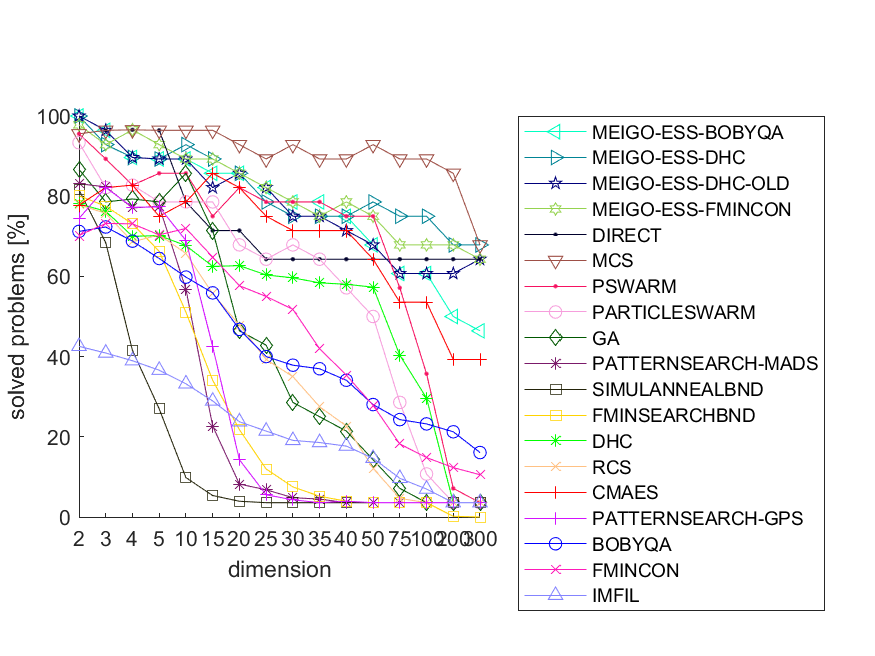 solved problems [%]
100
80
60
40
20
0
2 3 4 5 10 15 20 25 30 35 40 50 75 100 200 300
dimension
MEIGO-ESS-BOBYQA
MEIGO-ESS-DHC
MEIGO-ESS-DHC-OLD
MEIGO-ESS-FMINCON
DIRECT
MCS
PSWARM
PARTICLESWARM
GA
PATTERNSEARCH-MADS
SIMULANNEALBND
FMINSEARCHBND
DHC
RCS
CMAES
PATTERNSEARCH-GPS
BOBYQA
FMINCON
IMFIL